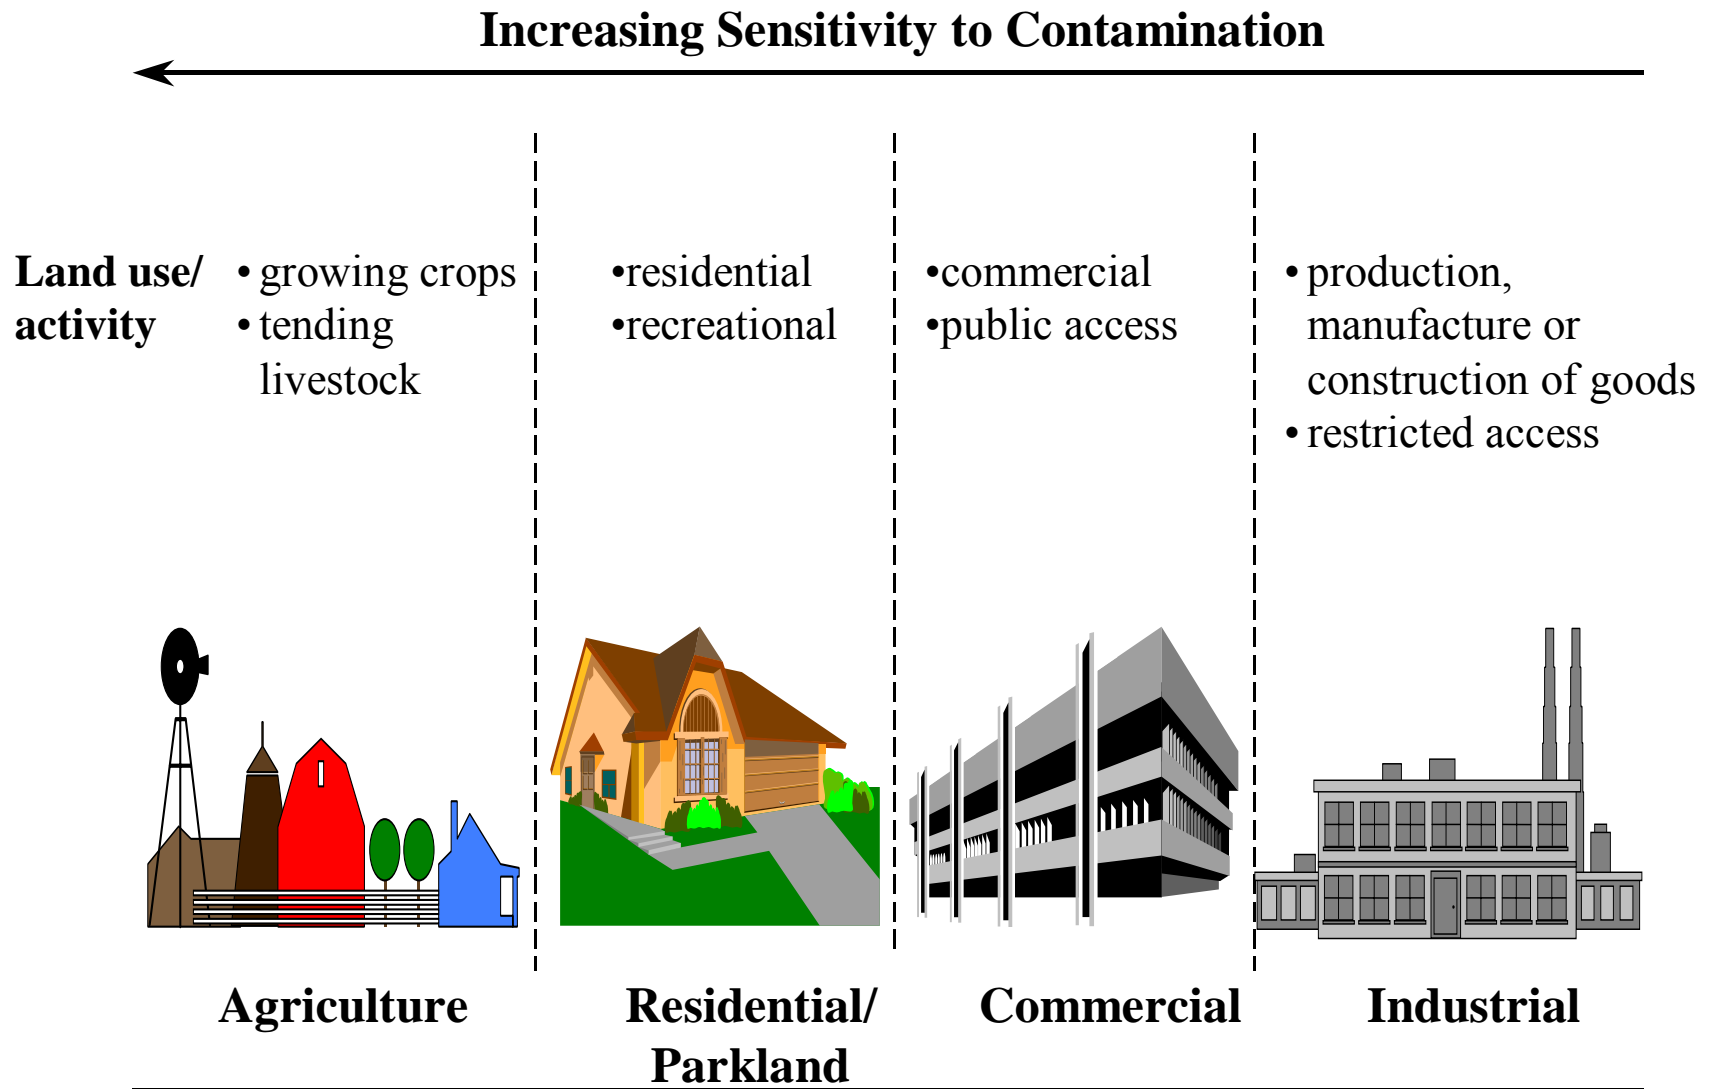 Increasing Sensitivity to Contamination
Land use/
activity
• growing crops
• tending
livestock
•residential
•recreational
•commercial
•public access
• production,
manufacture or
construction of goods
• restricted access
Agriculture
Residential/
Parkland
Commercial
Industrial